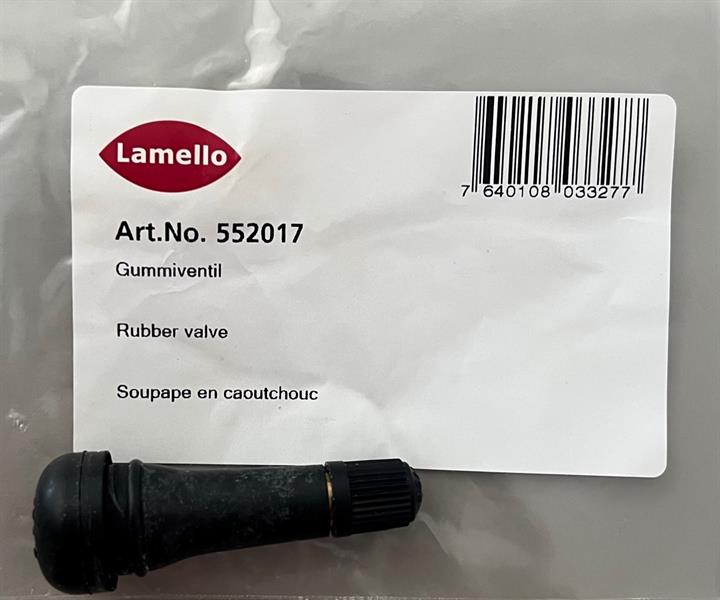 Lamello
7 640108 033277
Art.No. 552017
Gummiventil
Rubber valve
Soupape en caoutchouc